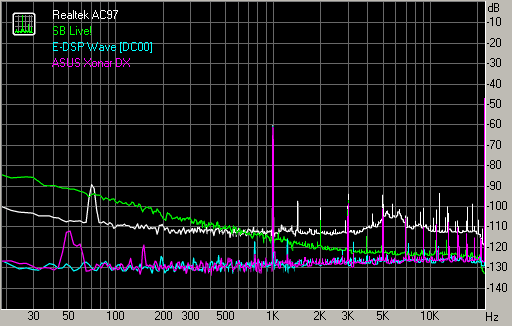 Realtek AC97
SB Live!
E-DSP Wave [DC00]
ASUS Xonar DX
dB
-10
-20
-30
-40
-50
-60
-70
-80
-90
-100
-110
-120
-130
-140
30 50 100 200 300 500 1K 2K 3K 5K 10K Hz